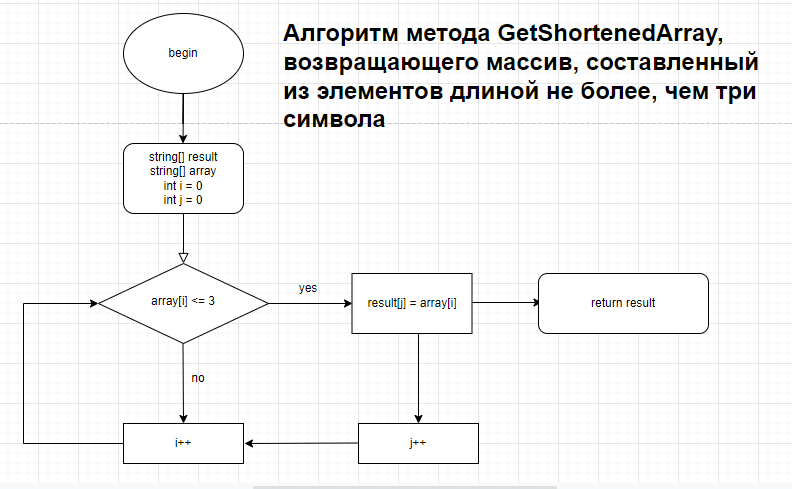 begin
Алгоритм метода GetShortenedArray,
возвращающего массив, составленный
из элементов длиной не более, чем три
символа
string[] result
string[] array
int i = 0
int j = 0
array[i] <= 3
yes
result[j] = array[i]
return result
no
i++
j++